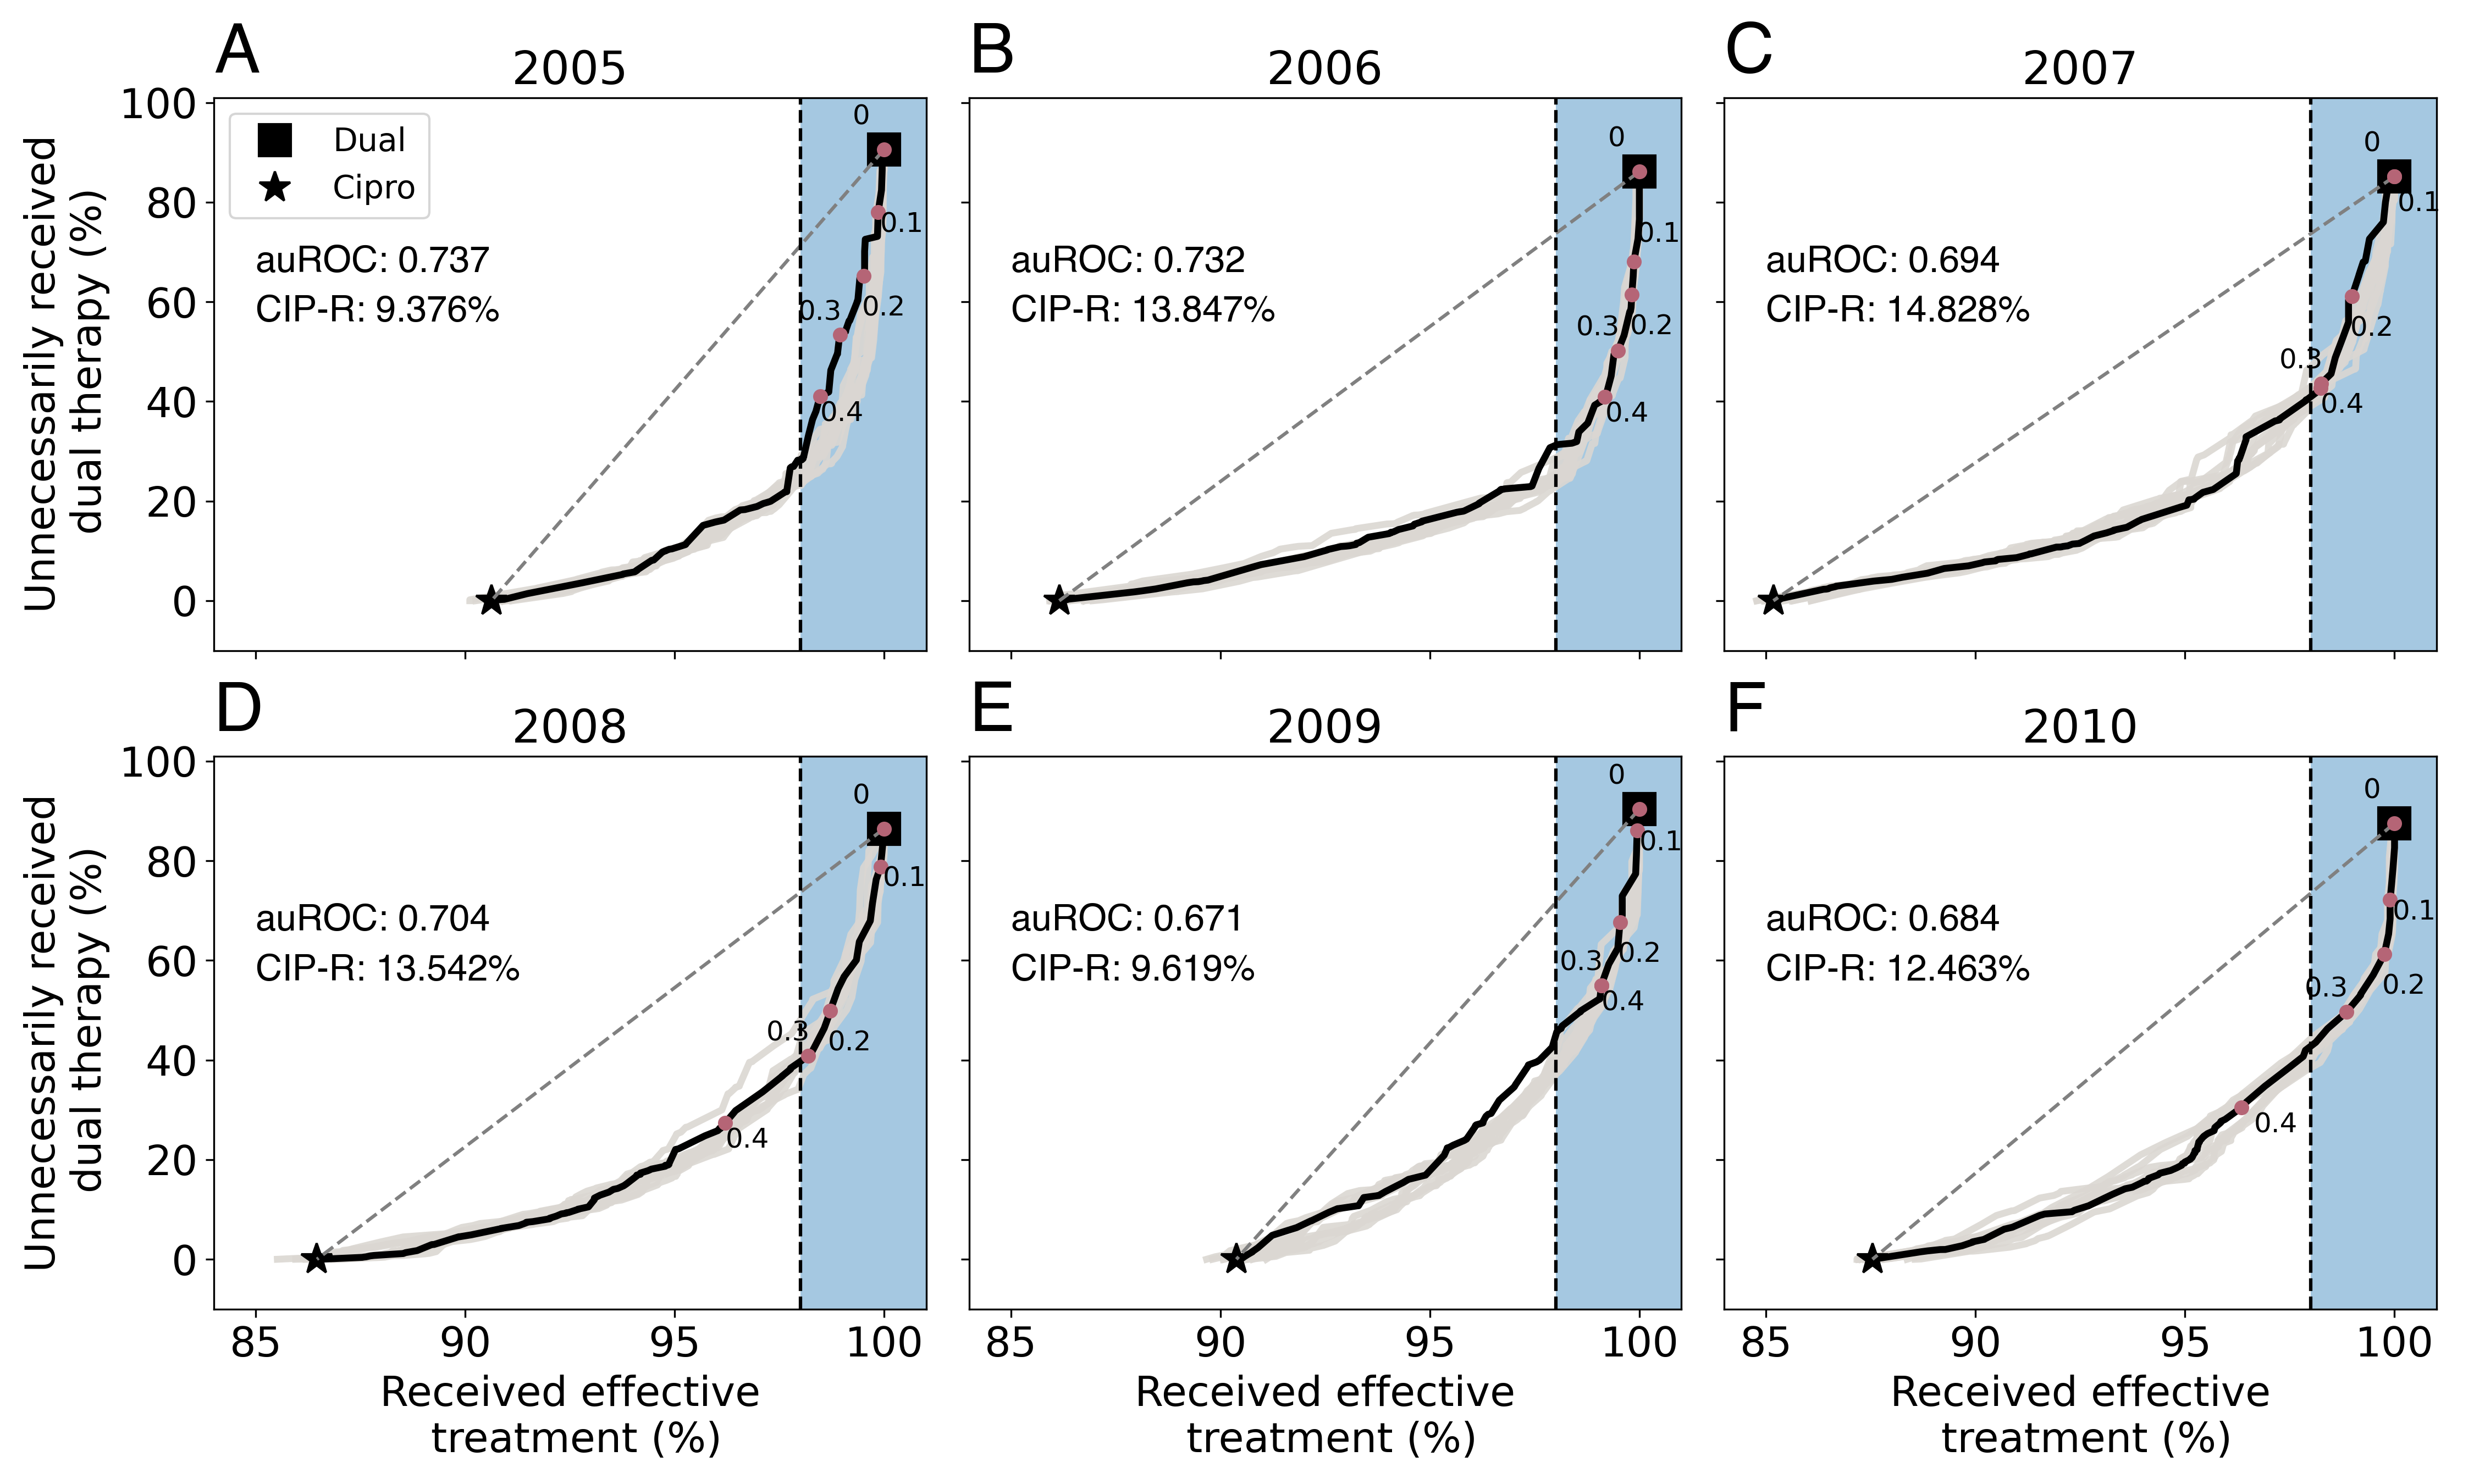 A
2005
B
2006
C
2007
Unnecessarily received
dual therapy (%)
100
80
60
40
20
0
Dual
Cipro
auROC: 0.737
CIP-R: 9.376%
0
0.1
0.2
0.3
0.4
auROC: 0.732
CIP-R: 13.847%
0
0.1
0.2
0.3
0.4
auROC: 0.694
CIP-R: 14.828%
0
0.1
0.2
0.3
0.4
D
2008
E
2009
F
2010
Unnecessarily received
dual therapy (%)
100
80
60
40
20
0
auROC: 0.704
CIP-R: 13.542%
0
0.1
0.2
0.3
0.4
auROC: 0.671
CIP-R: 9.619%
0
0.1
0.2
0.3
0.4
auROC: 0.684
CIP-R: 12.463%
0
0.1
0.2
0.3
0.4
85 90 95 100
85 90 95 100
85 90 95 100
Received effective
treatment (%)
Received effective
treatment (%)
Received effective
treatment (%)